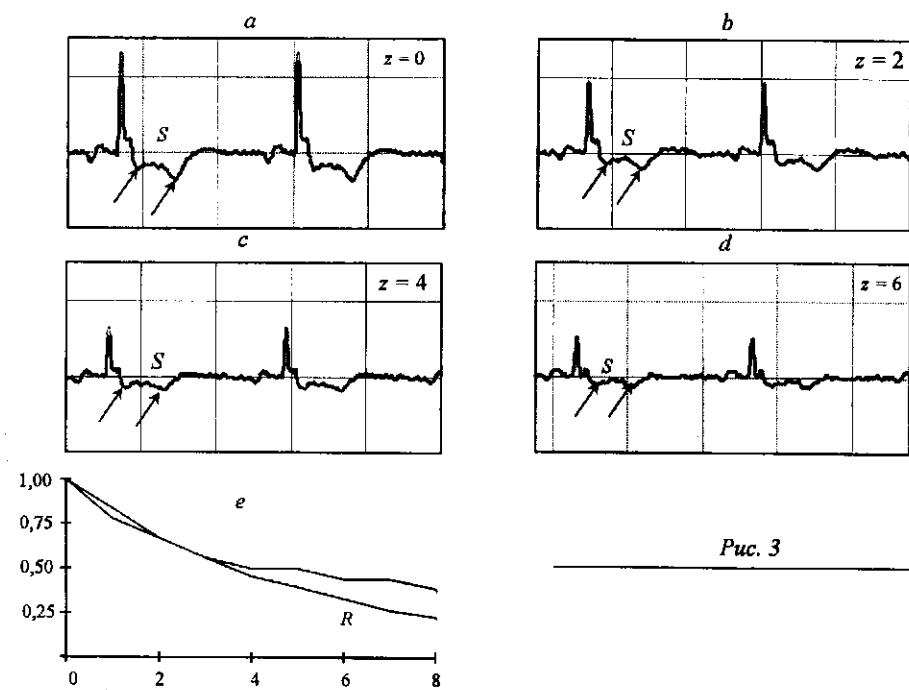 a
z = 0
S
b
z = 2
S
c
z = 4
S
d
z = 6
S
e
1,00
0,75
0,50
0,25
R
0 2 4 6 8
Рис. 3